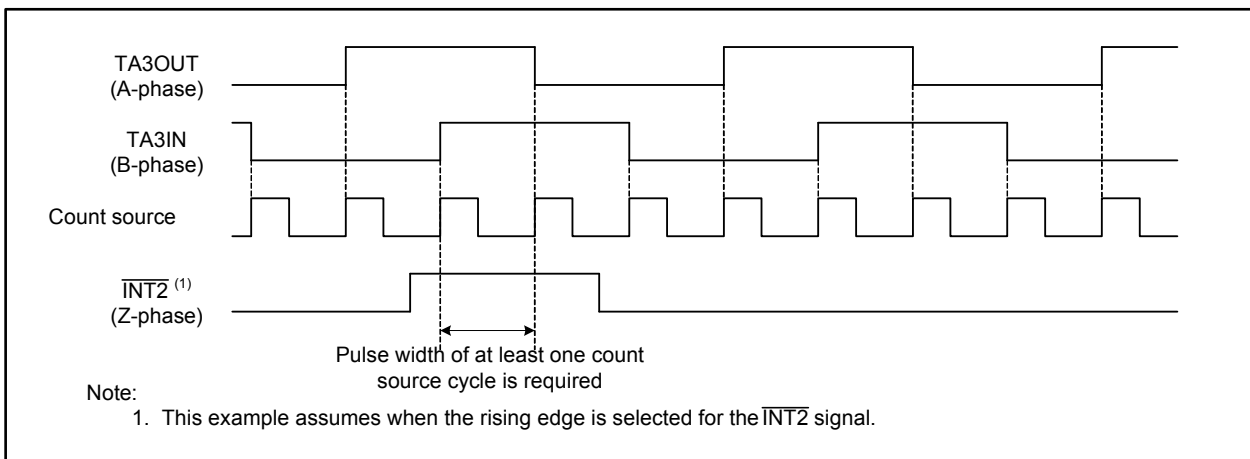 TA3OUT
(A-phase)
TA3IN
(B-phase)
Count source
INT2 (1)
(Z-phase)
Pulse width of at least one count
source cycle is required
Note:
1. This example assumes when the rising edge is selected for the INT2 signal.